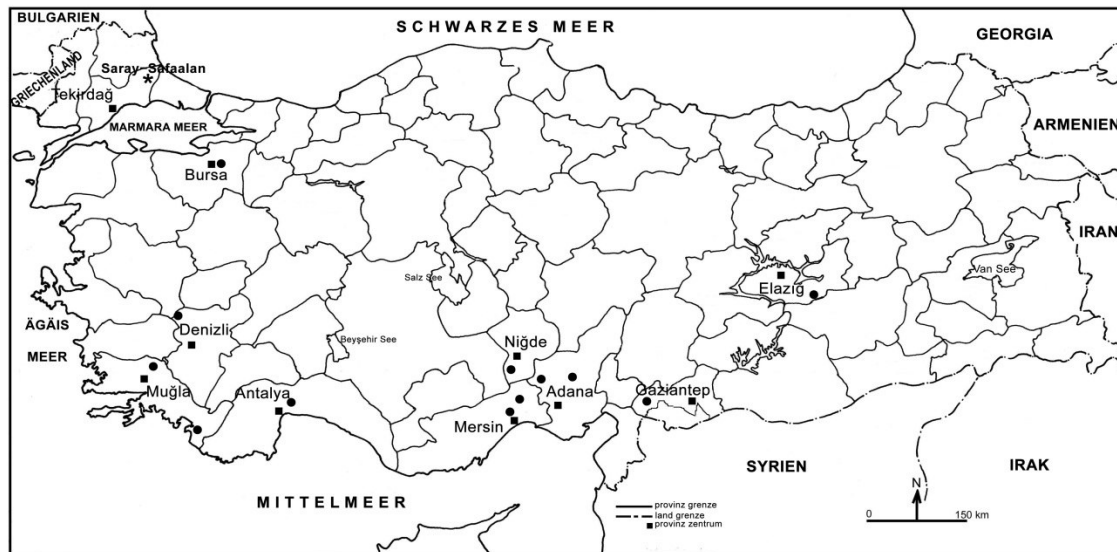 BULGARIEN
SCHWARZES MEER
GEORGIA
GRIECHENLAND
Saray-Safaalan
*
Tekirdağ
MARMARA MEER
ARMENIEN
Bursa
IRAN
Salz See
Van See
Elazığ
ÄGÄIS
MEER
Denizli
Beyşehir See
Niğde
Muğla
Antalya
Adana
Gaziantep
Mersin
SYRIEN
IRAK
MITTELMEER
N
provinz grenze
land grenze
provinz zentrum
0 150 km